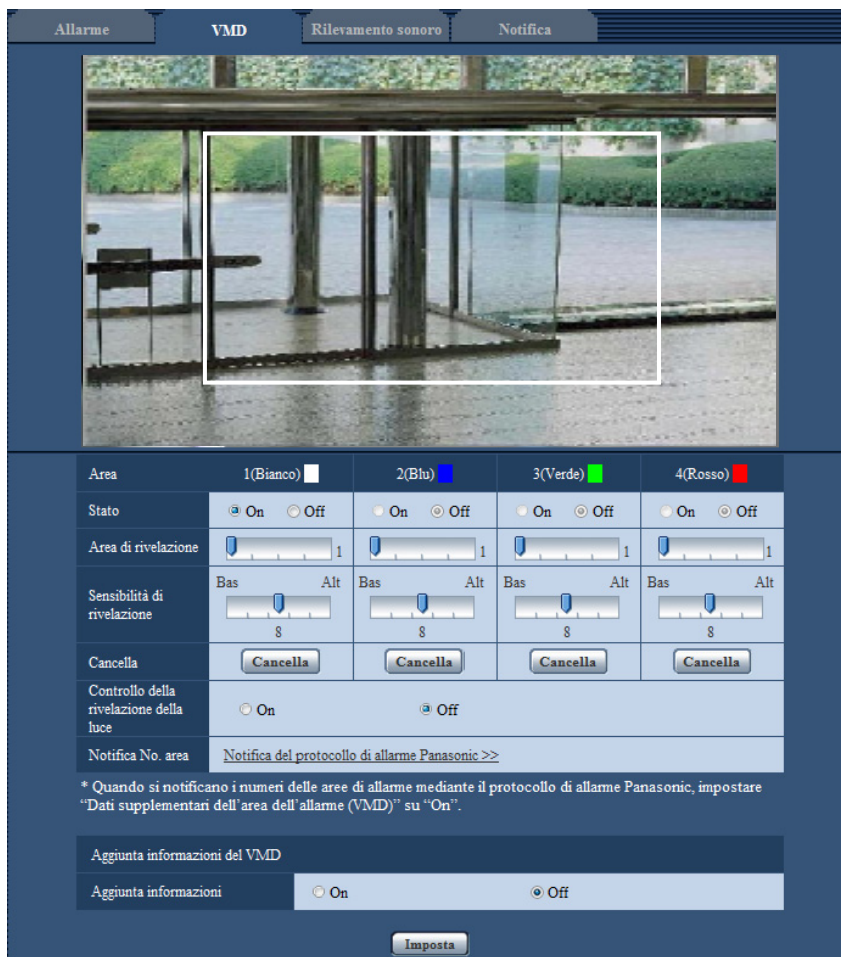 Allarme VMD Rilevamento sonoro Notifica
Area 1(Bianco) 2(Blu) 3(Verde) 4(Rosso)
Stato On Off On Off On Off On Off
Area di rivelazione 1 1 1 1
Sensibilità di rivelazione Bas Alt Bas Alt Bas Alt Bas Alt
8 8 8 8
Cancella Cancella Cancella Cancella Cancella
Controllo della
rivelazione della
luce On Off
Notifica No. area Notifica del protocollo di allarme Panasonic >>
* Quando si notificano i numeri delle aree di allarme mediante il protocollo di allarme Panasonic, impostare
“Dati supplementari dell’area dell’allarme (VMD)” su “On”.
Aggiunta informazioni del VMD
Aggiunta informazioni On Off
Imposta